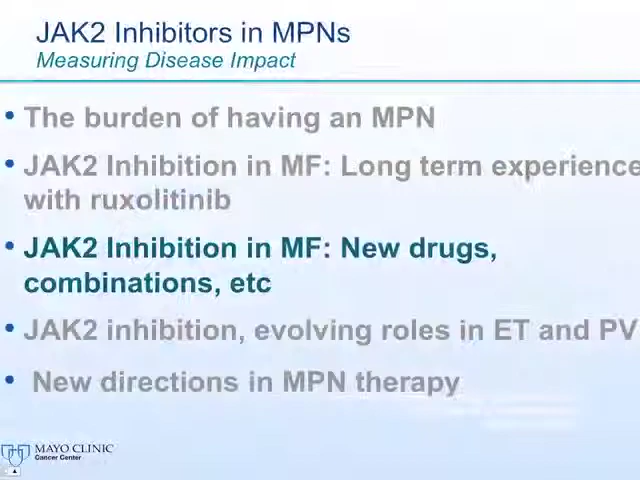 JAK2 Inhibitors in MPNs
Measuring Disease Impact
• The burden of having an MPN
• JAK2 Inhibition in MF: Long term experience
with ruxolitinib
• JAK2 Inhibition in MF: New drugs,
combinations, etc
• JAK2 inhibition, evolving roles in ET and PV
• New directions in MPN therapy
MAYO CLINIC
Cancer Center